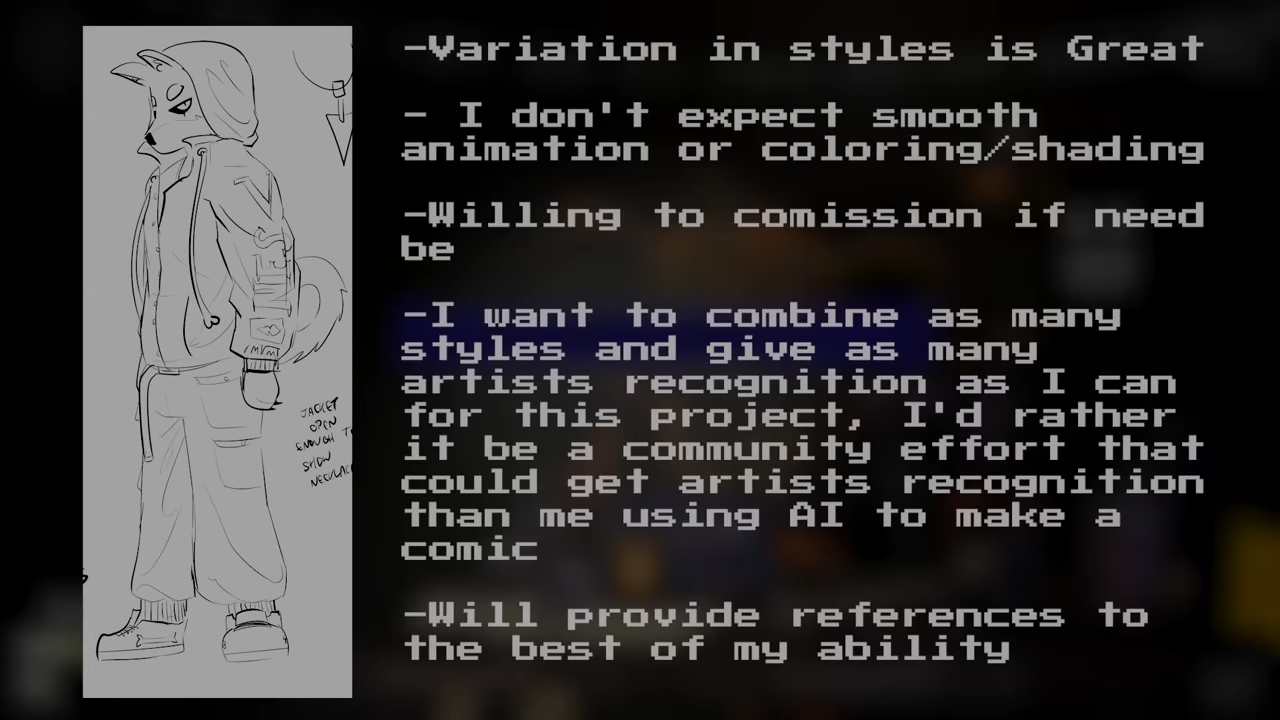 -Variation in styles is Great
- I don't expect smooth
animation or coloring/shading
-Willing to comission if need
be
-I want to combine as many
styles and give as many
artists recognition as I can
for this project, I'd rather
it be a community effort that
could get artists recognition
than me using AI to make a
comic
-Will provide references to
the best of my ability
JACKET
OPEN
ENOUGH
SHOW